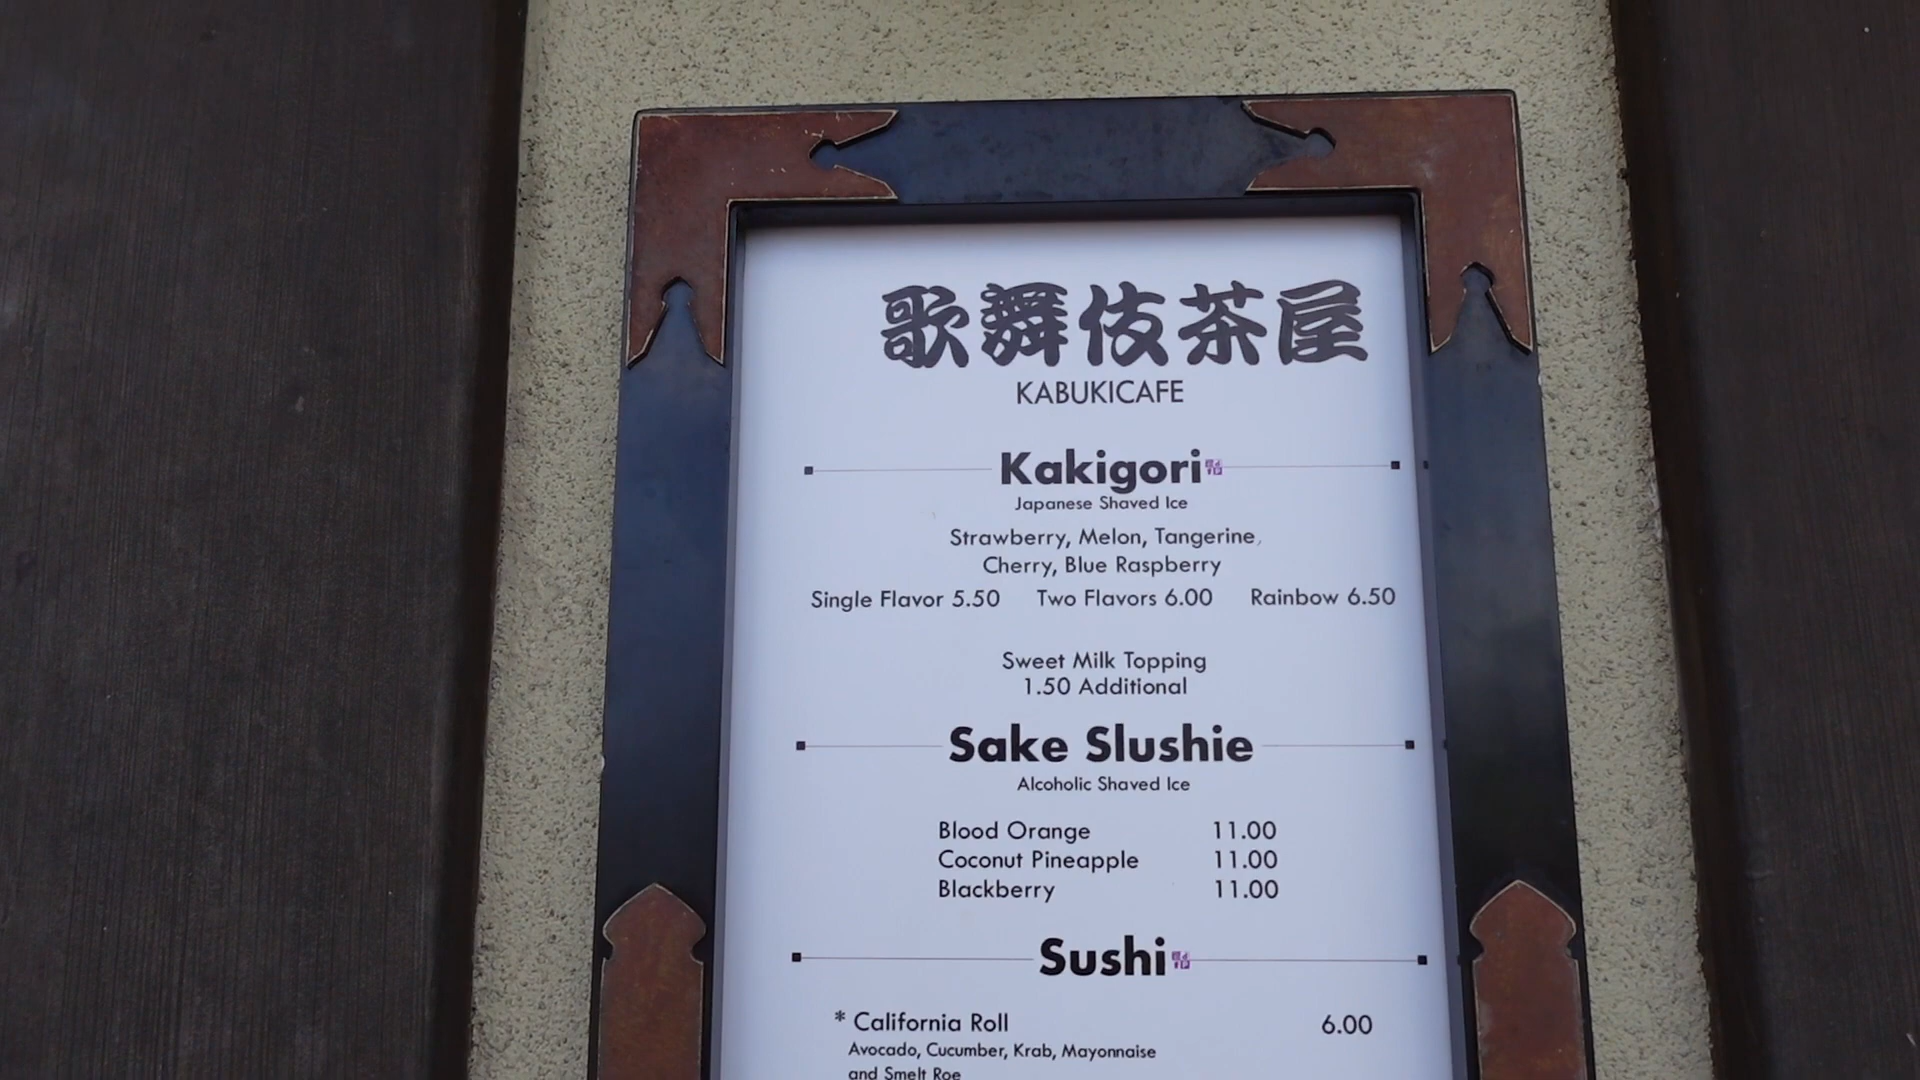 歌舞伎茶屋
KABUKICAFE
Kakigori
Japanese Shaved Ice
Strawberry, Melon, Tangerine,
Cherry, Blue Raspberry
Single Flavor 5.50 Two Flavors 6.00 Rainbow 6.50
Sweet Milk Topping
1.50 Additional
Sake Slushie
Alcoholic Shaved Ice
Blood Orange 11.00
Coconut Pineapple 11.00
Blackberry 11.00
Sushi
* California Roll 6.00
Avocado, Cucumber, Krab, Mayonnaise
and Smelt Roe